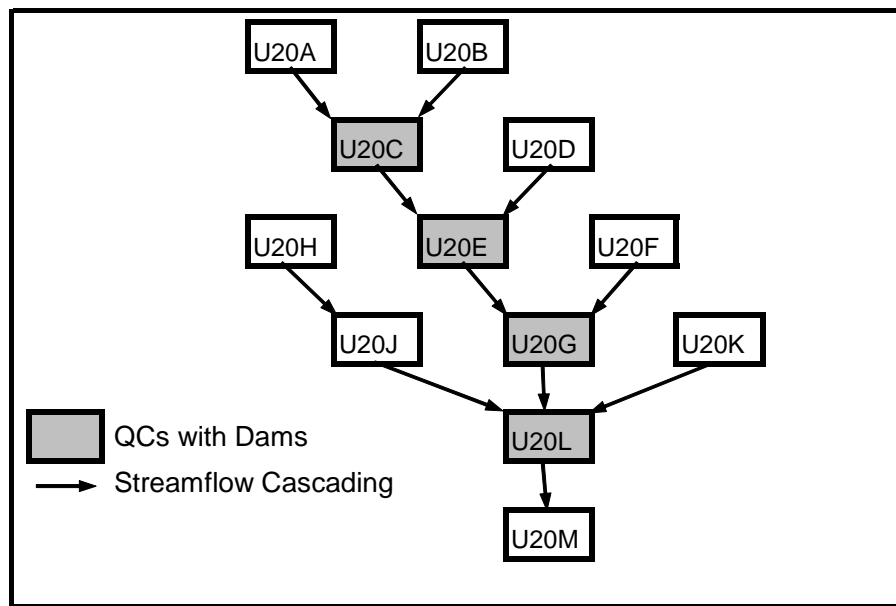 U20A
U20B
U20C
U20D
U20H
U20E
U20F
U20J
U20G
U20K
QCs with Dams
U20L
Streamflow Cascading
U20M